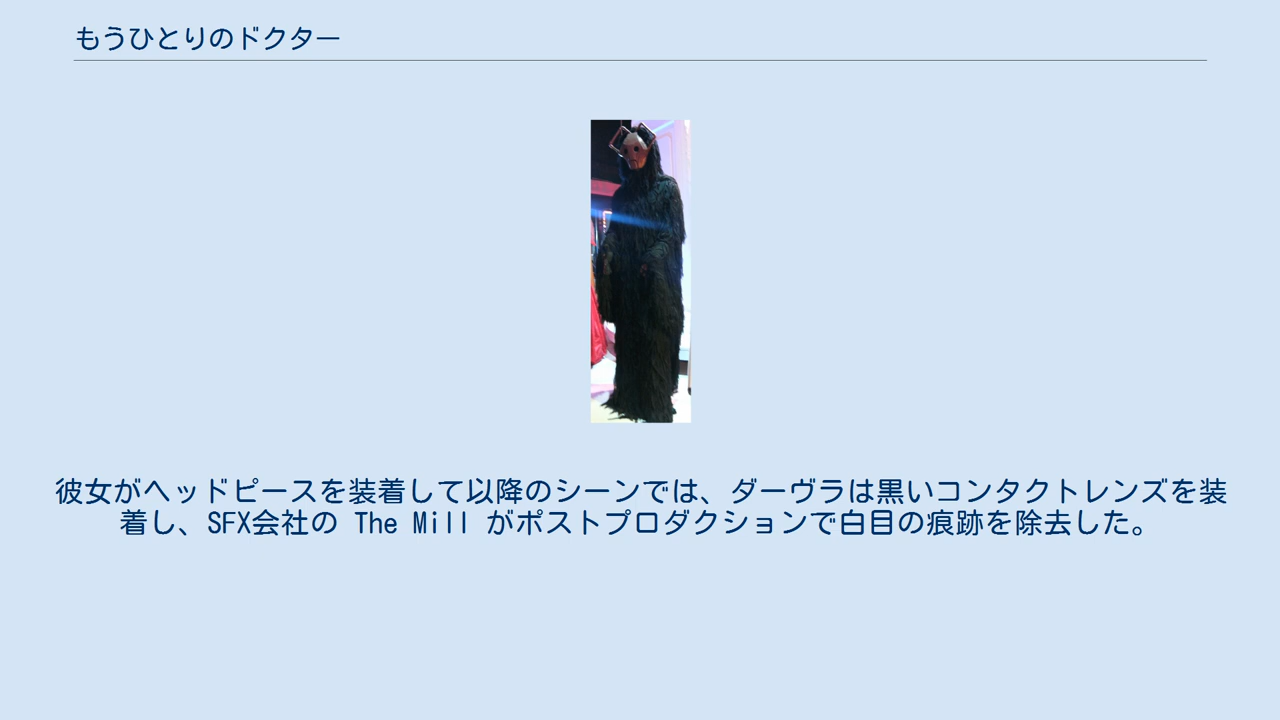 もうひとりのドクター
彼女がヘッドピースを装着して以降のシーンでは、ダーヴラは黒いコンタクトレンズを装
着し、SFX会社の The Mill がポストプロダクションで白目の痕跡を除去した。